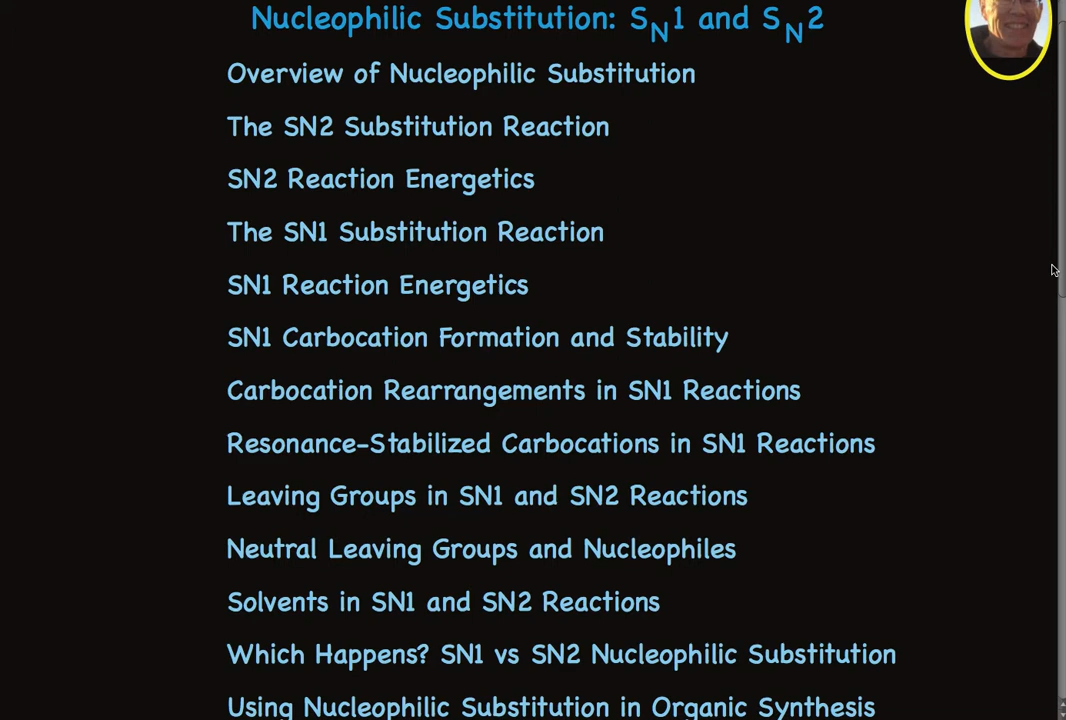 Nucleophilic Substitution: SN1 and SN2
Overview of Nucleophilic Substitution
The SN2 Substitution Reaction
SN2 Reaction Energetics
The SN1 Substitution Reaction
SN1 Reaction Energetics
SN1 Carbocation Formation and Stability
Carbocation Rearrangements in SN1 Reactions
Resonance-Stabilized Carbocations in SN1 Reactions
Leaving Groups in SN1 and SN2 Reactions
Neutral Leaving Groups and Nucleophiles
Solvents in SN1 and SN2 Reactions
Which Happens? SN1 vs SN2 Nucleophilic Substitution
Using Nucleophilic Substitution in Organic Synthesis